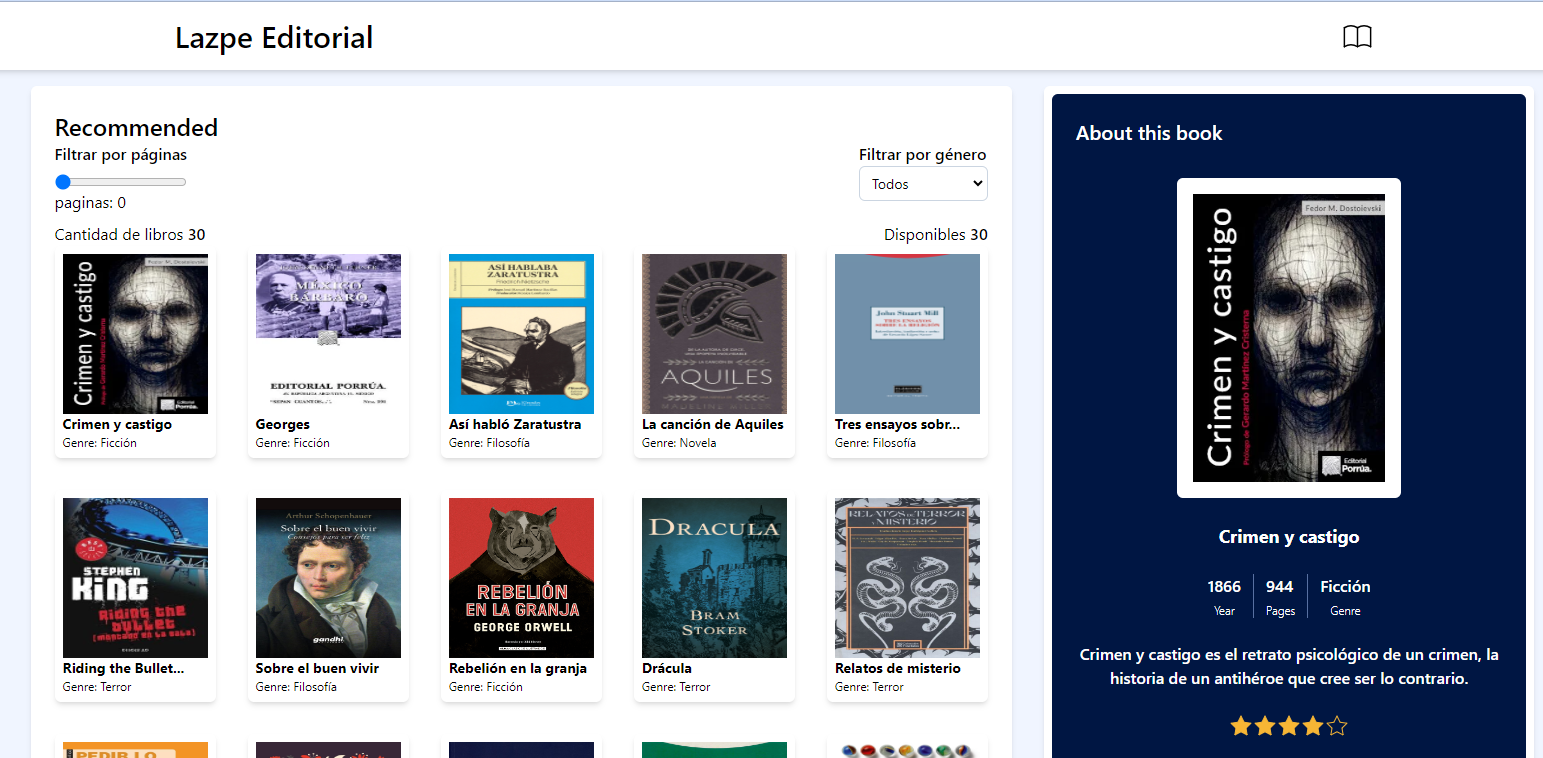 Lazpe Editorial
Recommended
Filtrar por páginas
paginas: 0
Filtrar por género
Todos
Cantidad de libros 30
Disponibles 30
Crimen y castigo
Fedor M. Dostoievski
Editorial
Porrúa.
Crimen y castigo
Genre: Ficción
MÉXICO
BÁRBARO
EDITORIAL PORRÚA.
Georges
Genre: Ficción
ASÍ HABLABA
ZARATUSTRA
Friedrich Nietzsche
Así habló Zaratustra
Genre: Filosofía
LA CANCIÓN DE
AQUILES
MADELINE MILLER
La canción de Aquiles
Genre: Novela
John Stuart Mill
TRES ENSAYOS
SOBRE LA RELIGIÓN
Tres ensayos sobr...
Genre: Filosofía
STEPHEN
KING
RIDING THE
BULLET
(MONTADO EN LA BALA)
Riding the Bullet...
Genre: Terror
Arthur Schopenhauer
Sobre el buen vivir
Consejos para ser feliz
gandhi
Sobre el buen vivir
Genre: Filosofía
REBELIÓN
EN LA GRANJA
GEORGE ORWELL
Rebelión en la granja
Genre: Ficción
DRACULA
BRAM
STOKER
Drácula
Genre: Terror
RELATOS DE TERROR
Y MISTERIO
Relatos de misterio
Genre: Terror
PEDIR LO
About this book
Fedor M. Dostoievski
Crimen y castigo
Prólogo de Gerardo Martínez Cristerna
Editorial
Porrúa.
Crimen y castigo
1866
Year
944
Pages
Ficción
Genre
Crimen y castigo es el retrato psicológico de un crimen, la
historia de un antihéroe que cree ser lo contrario.